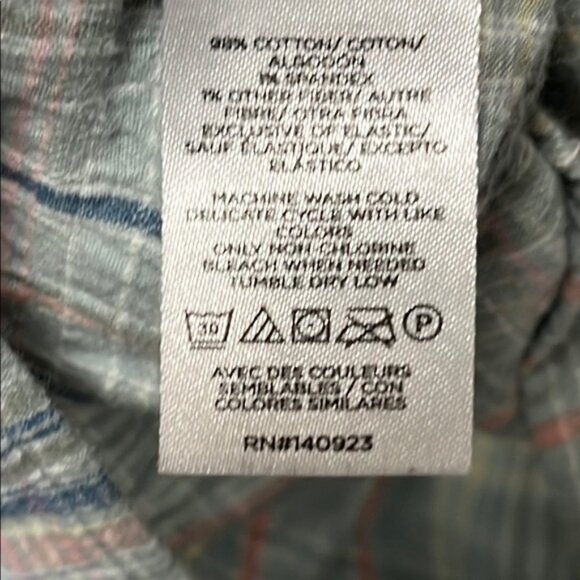 98% COTTON/ COTON/
ALGODÓN
1% SPANDEX
1% OTHER FIBER/ AUTRE
FIBRE/ OTRA FIBRA
EXCLUSIVE OF ELASTIC/
SAUF ÉLASTIQUE/ EXCEPTO
ELÁSTICO
MACHINE WASH COLD
DELICATE CYCLE WITH LIKE
COLORS
ONLY NON-CHLORINE
BLEACH WHEN NEEDED
TUMBLE DRY LOW
30 P
AVEC DES COULEURS
SEMBLABLES / CON
COLORES SIMILARES
RN#140923